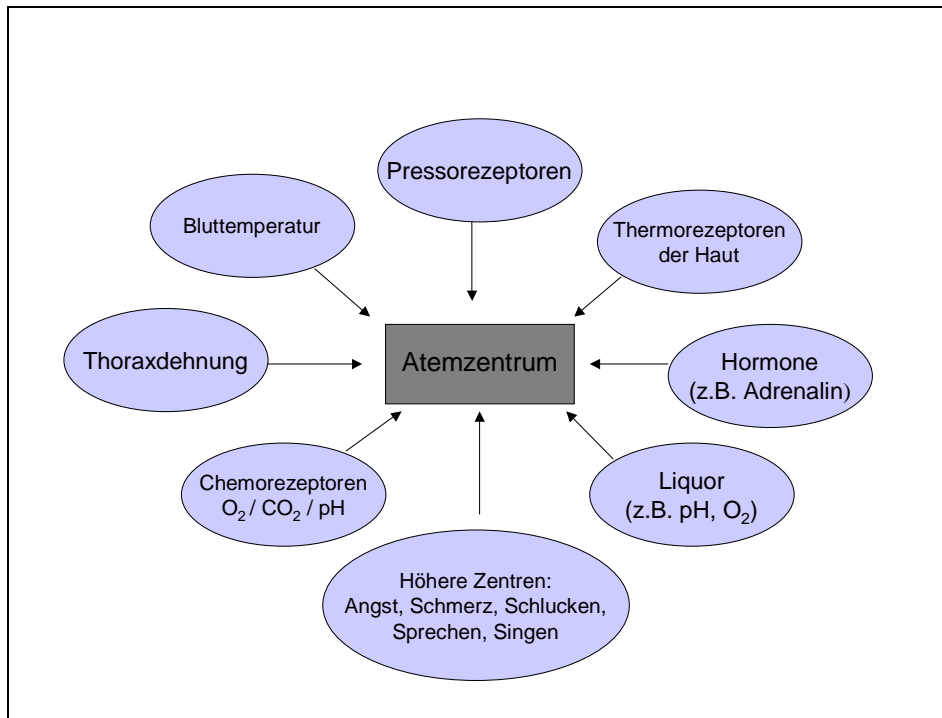 Pressorezeptoren
Bluttemperatur
Thermorezeptoren
der Haut
Thoraxdehnung
Atemzentrum
Hormone
(z.B. Adrenalin)
Chemorezeptoren
O₂ / CO₂ / pH
Liquor
(z.B. pH, O₂)
Höhere Zentren:
Angst, Schmerz, Schlucken,
Sprechen, Singen